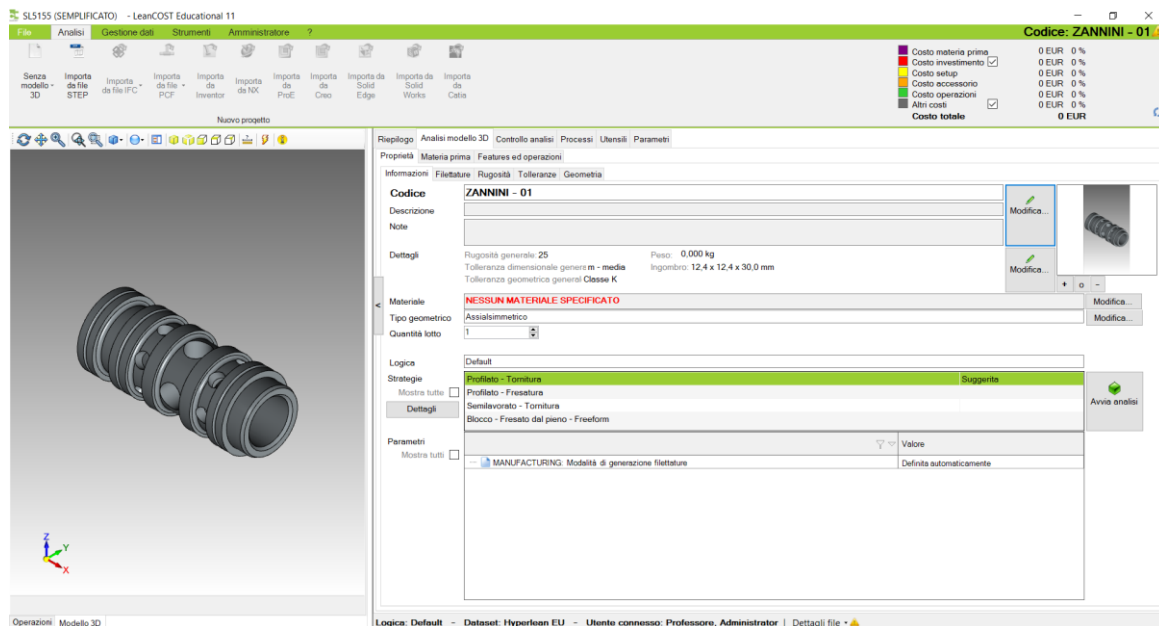 SL5155 (SEMPLIFICATO) - LeanCOST Educational 11
File Analisi Gestione dati Strumenti Amministratore ? Codice: ZANNINI - 01
Senza modello 3D
Importa da file STEP
Importa da file IFC
Importa da file PCF
Importa da Inventor
Importa da NX
Importa da ProE
Importa da Creo
Importa da Solid Edge
Importa da Solid Works
Importa da Catia
Nuovo progetto
Costo materia prima 0 EUR 0 %
Costo investimento 0 EUR 0 %
Costo setup 0 EUR 0 %
Costo accessorio 0 EUR 0 %
Costo operazioni 0 EUR 0 %
Altri costi 0 EUR 0 %
Costo totale 0 EUR
Riepilogo Analisi modello 3D Controllo analisi Processi Utensili Parametri
Proprietà Materia prima Features ed operazioni
Informazioni Filettature Rugosità Tolleranze Geometria
Codice ZANNINI - 01
Modifica...
Descrizione
Note
Dettagli Rugosità generale: 25 Peso: 0,000 kg
Tolleranza dimensionale genera m - media Ingombro: 12,4 x 12,4 x 30,0 mm
Modifica...
Tolleranza geometrica general Classe K
+ o -
<
Materiale NESSUN MATERIALE SPECIFICATO Modifica...
Tipo geometrico Assialsimmetrico Modifica...
Quantità lotto 1
Logica Default
Strategie Profilato - Tornitura Suggerita
Mostra tutte Profilato - Fresatura
Dettagli Semilavorato - Tornitura
Blocco - Fresato dal pieno - Freeform
Avvia analisi
Parametri Valore
Mostra tutti
MANUFACTURING: Modalità di generazione filettature Definita automaticamente
Z
Y
X
Operazioni Modello 3D
Logica: Default - Dataset: Hyperlean EU - Utente connesso: Professore, Administrator | Dettagli file